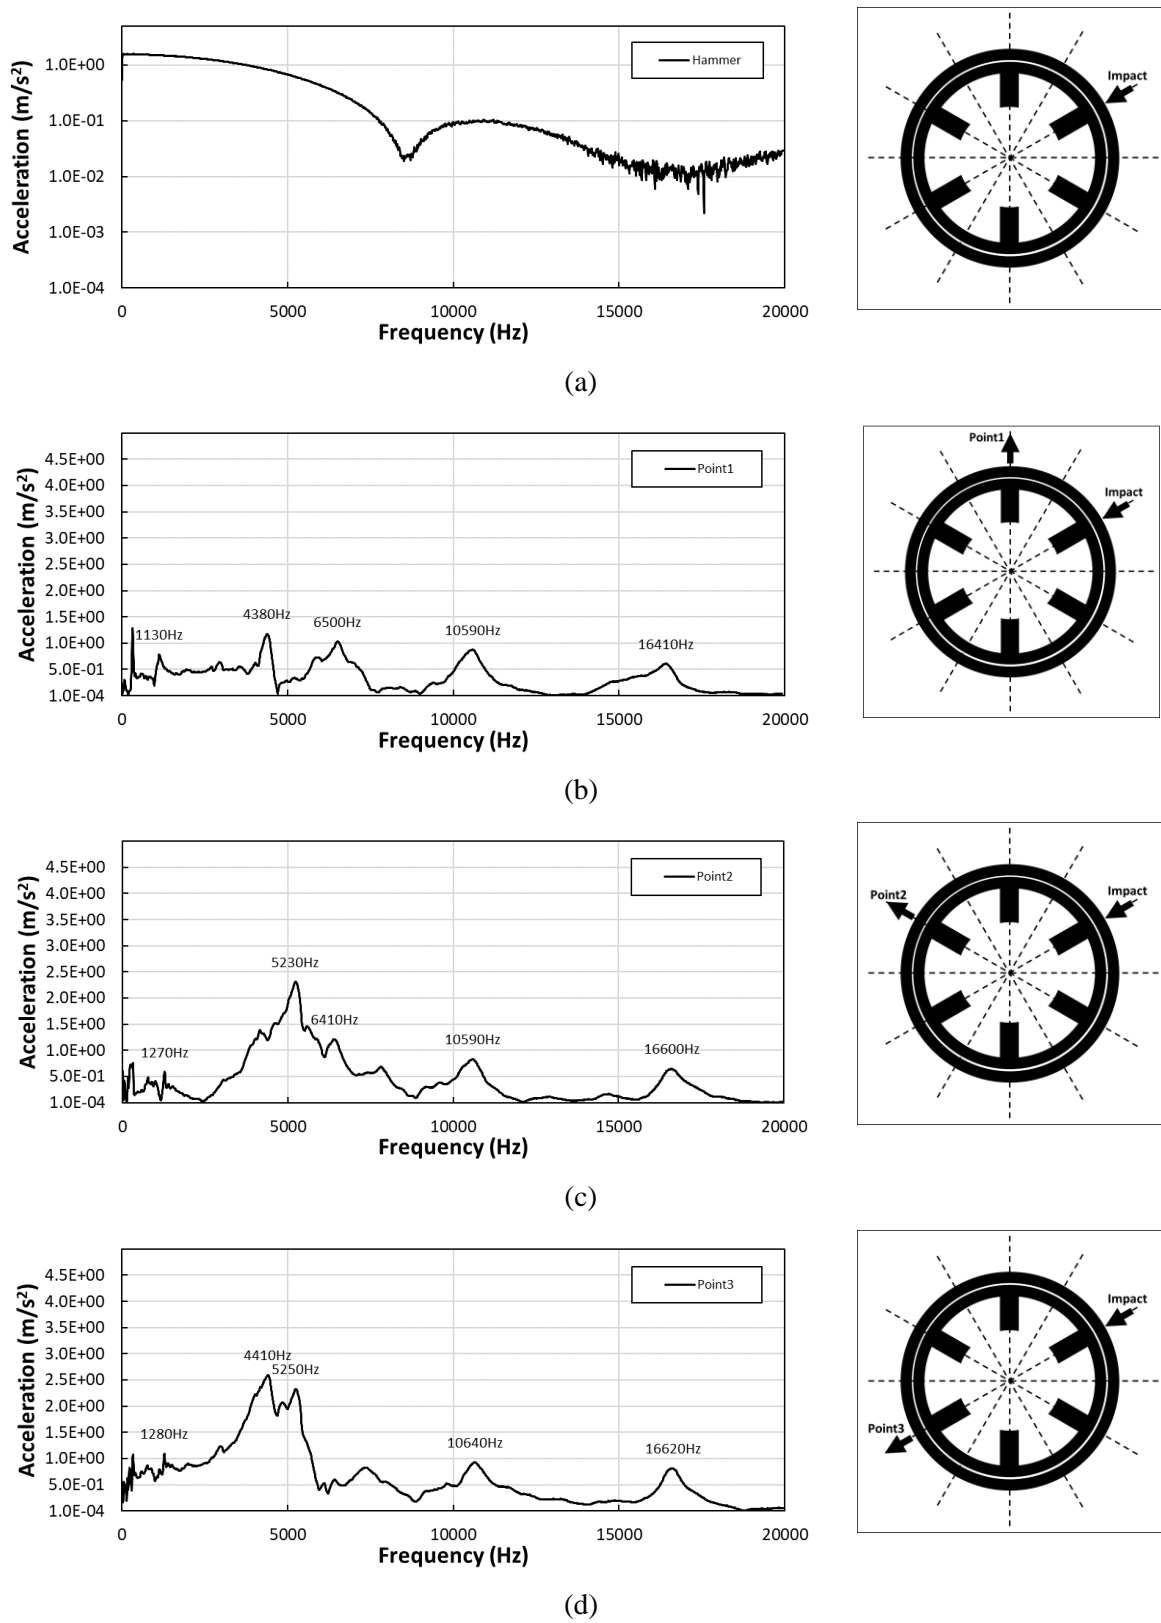 Acceleration (m/s²)
1.0E+00
1.0E-01
1.0E-02
1.0E-03
1.0E-04
Hammer
0 5000 10000 15000 20000
Frequency (Hz)
Impact
(a)
Acceleration (m/s²)
4.5E+00
4.0E+00
3.5E+00
3.0E+00
2.5E+00
2.0E+00
1.5E+00
1.0E+00
5.0E-01
1.0E-04
Point1
1130Hz 4380Hz 6500Hz 10590Hz 16410Hz
0 5000 10000 15000 20000
Frequency (Hz)
Point1
Impact
(b)
Acceleration (m/s²)
4.5E+00
4.0E+00
3.5E+00
3.0E+00
2.5E+00
2.0E+00
1.5E+00
1.0E+00
5.0E-01
1.0E-04
Point2
1270Hz 5230Hz 6410Hz 10590Hz 16600Hz
0 5000 10000 15000 20000
Frequency (Hz)
Point2
Impact
(c)
Acceleration (m/s²)
4.5E+00
4.0E+00
3.5E+00
3.0E+00
2.5E+00
2.0E+00
1.5E+00
1.0E+00
5.0E-01
1.0E-04
Point3
1280Hz 4410Hz 5250Hz 10640Hz 16620Hz
0 5000 10000 15000 20000
Frequency (Hz)
Impact
Point3
(d)